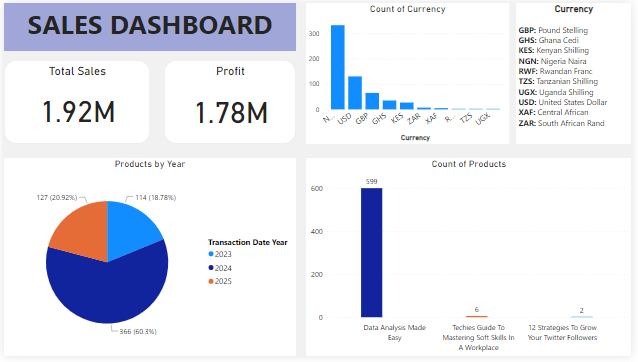 SALES DASHBOARD
Total Sales
1.92M
Profit
1.78M
Count of Currency
300
200
100
0
N...
USD
GBP
GHS
KES
ZAR
XAF
R...
TZS
UGX
Currency
Currency
GBP: Pound Stelling
GHS: Ghana Cedi
KES: Kenyan Shilling
NGN: Nigeria Naira
RWF: Rwandan Franc
TZS: Tanzanian Shilling
UGX: Uganda Shilling
USD: United States Dollar
XAF: Central African
ZAR: South African Rand
Products by Year
127 (20.92%)
114 (18.78%)
366 (60.3%)
Transaction Date Year
2023
2024
2025
Count of Products
600
400
200
0
599
6
2
Data Analysis Made
Easy
Techies Guide To
Mastering Soft Skills In
A Workplace
12 Strategies To Grow
Your Twitter Followers